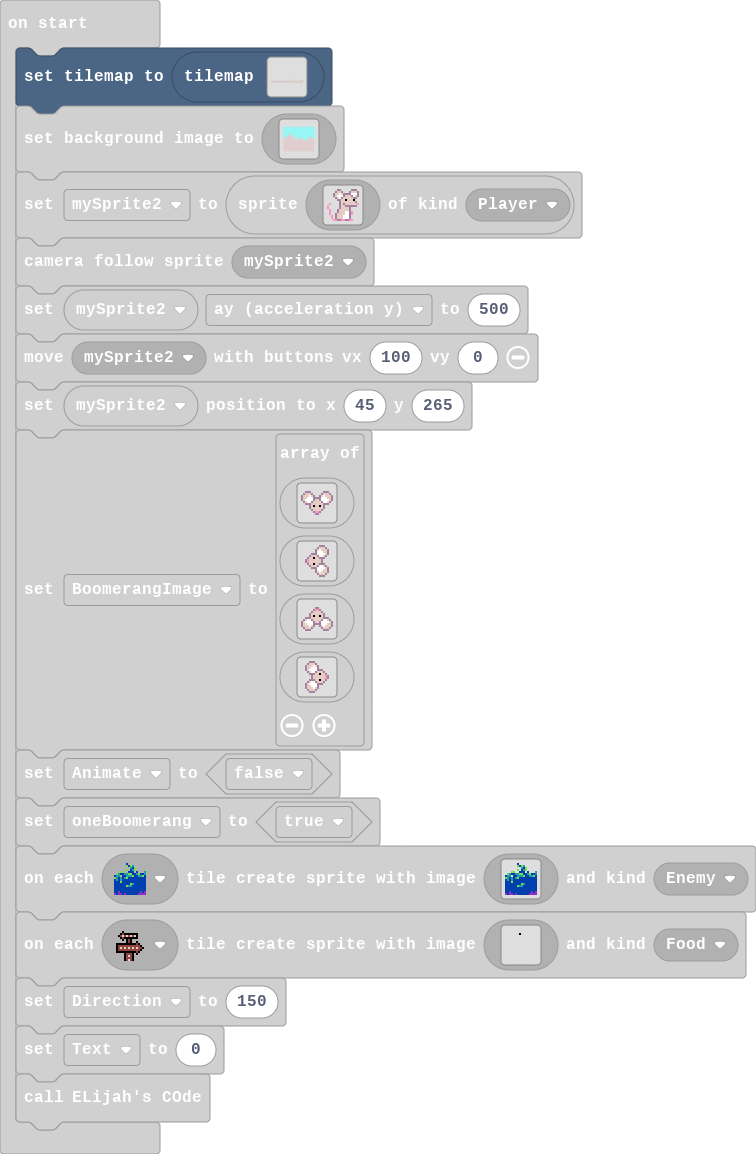 on start
set tilemap to tilemap
set background image to
set mySprite2 to sprite of kind Player
camera follow sprite mySprite2
set mySprite2 ay (acceleration y) to 500
move mySprite2 with buttons vx 100 vy 0
set mySprite2 position to x 45 y 265
array of
set BoomerangImage to
set Animate to false
set oneBoomerang to true
on each tile create sprite with image and kind Enemy
on each tile create sprite with image and kind Food
set Direction to 150
set Text to 0
call ELijah's COde